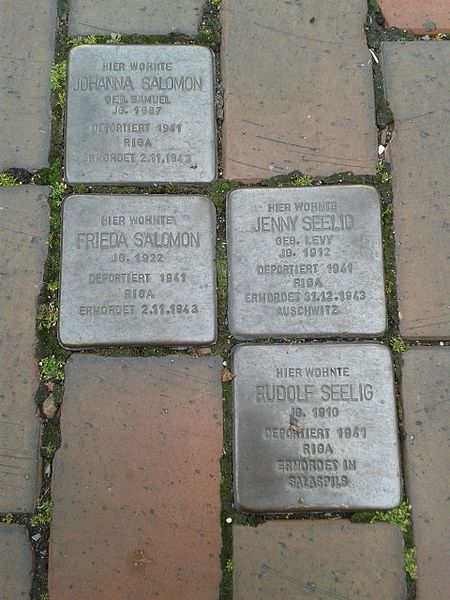 HIER WOHNTE
JOHANNA SALOMON
GEB. SAMUEL
JG. 1887
DEPORTIERT 1941
RIGA
ERMORDET 2.11.1943
HIER WOHNTE
FRIEDA SALOMON
JG. 1922
DEPORTIERT 1941
RIGA
ERMORDET 2.11.1943
HIER WOHNTE
JENNY SEELIG
GEB. LEVY
JG. 1912
DEPORTIERT 1941
RIGA
ERMORDET 31.12.1943
AUSCHWITZ
HIER WOHNTE
RUDOLF SEELIG
JG. 1910
DEPORTIERT 1941
RIGA
ERMORDET IN
SALASPILS